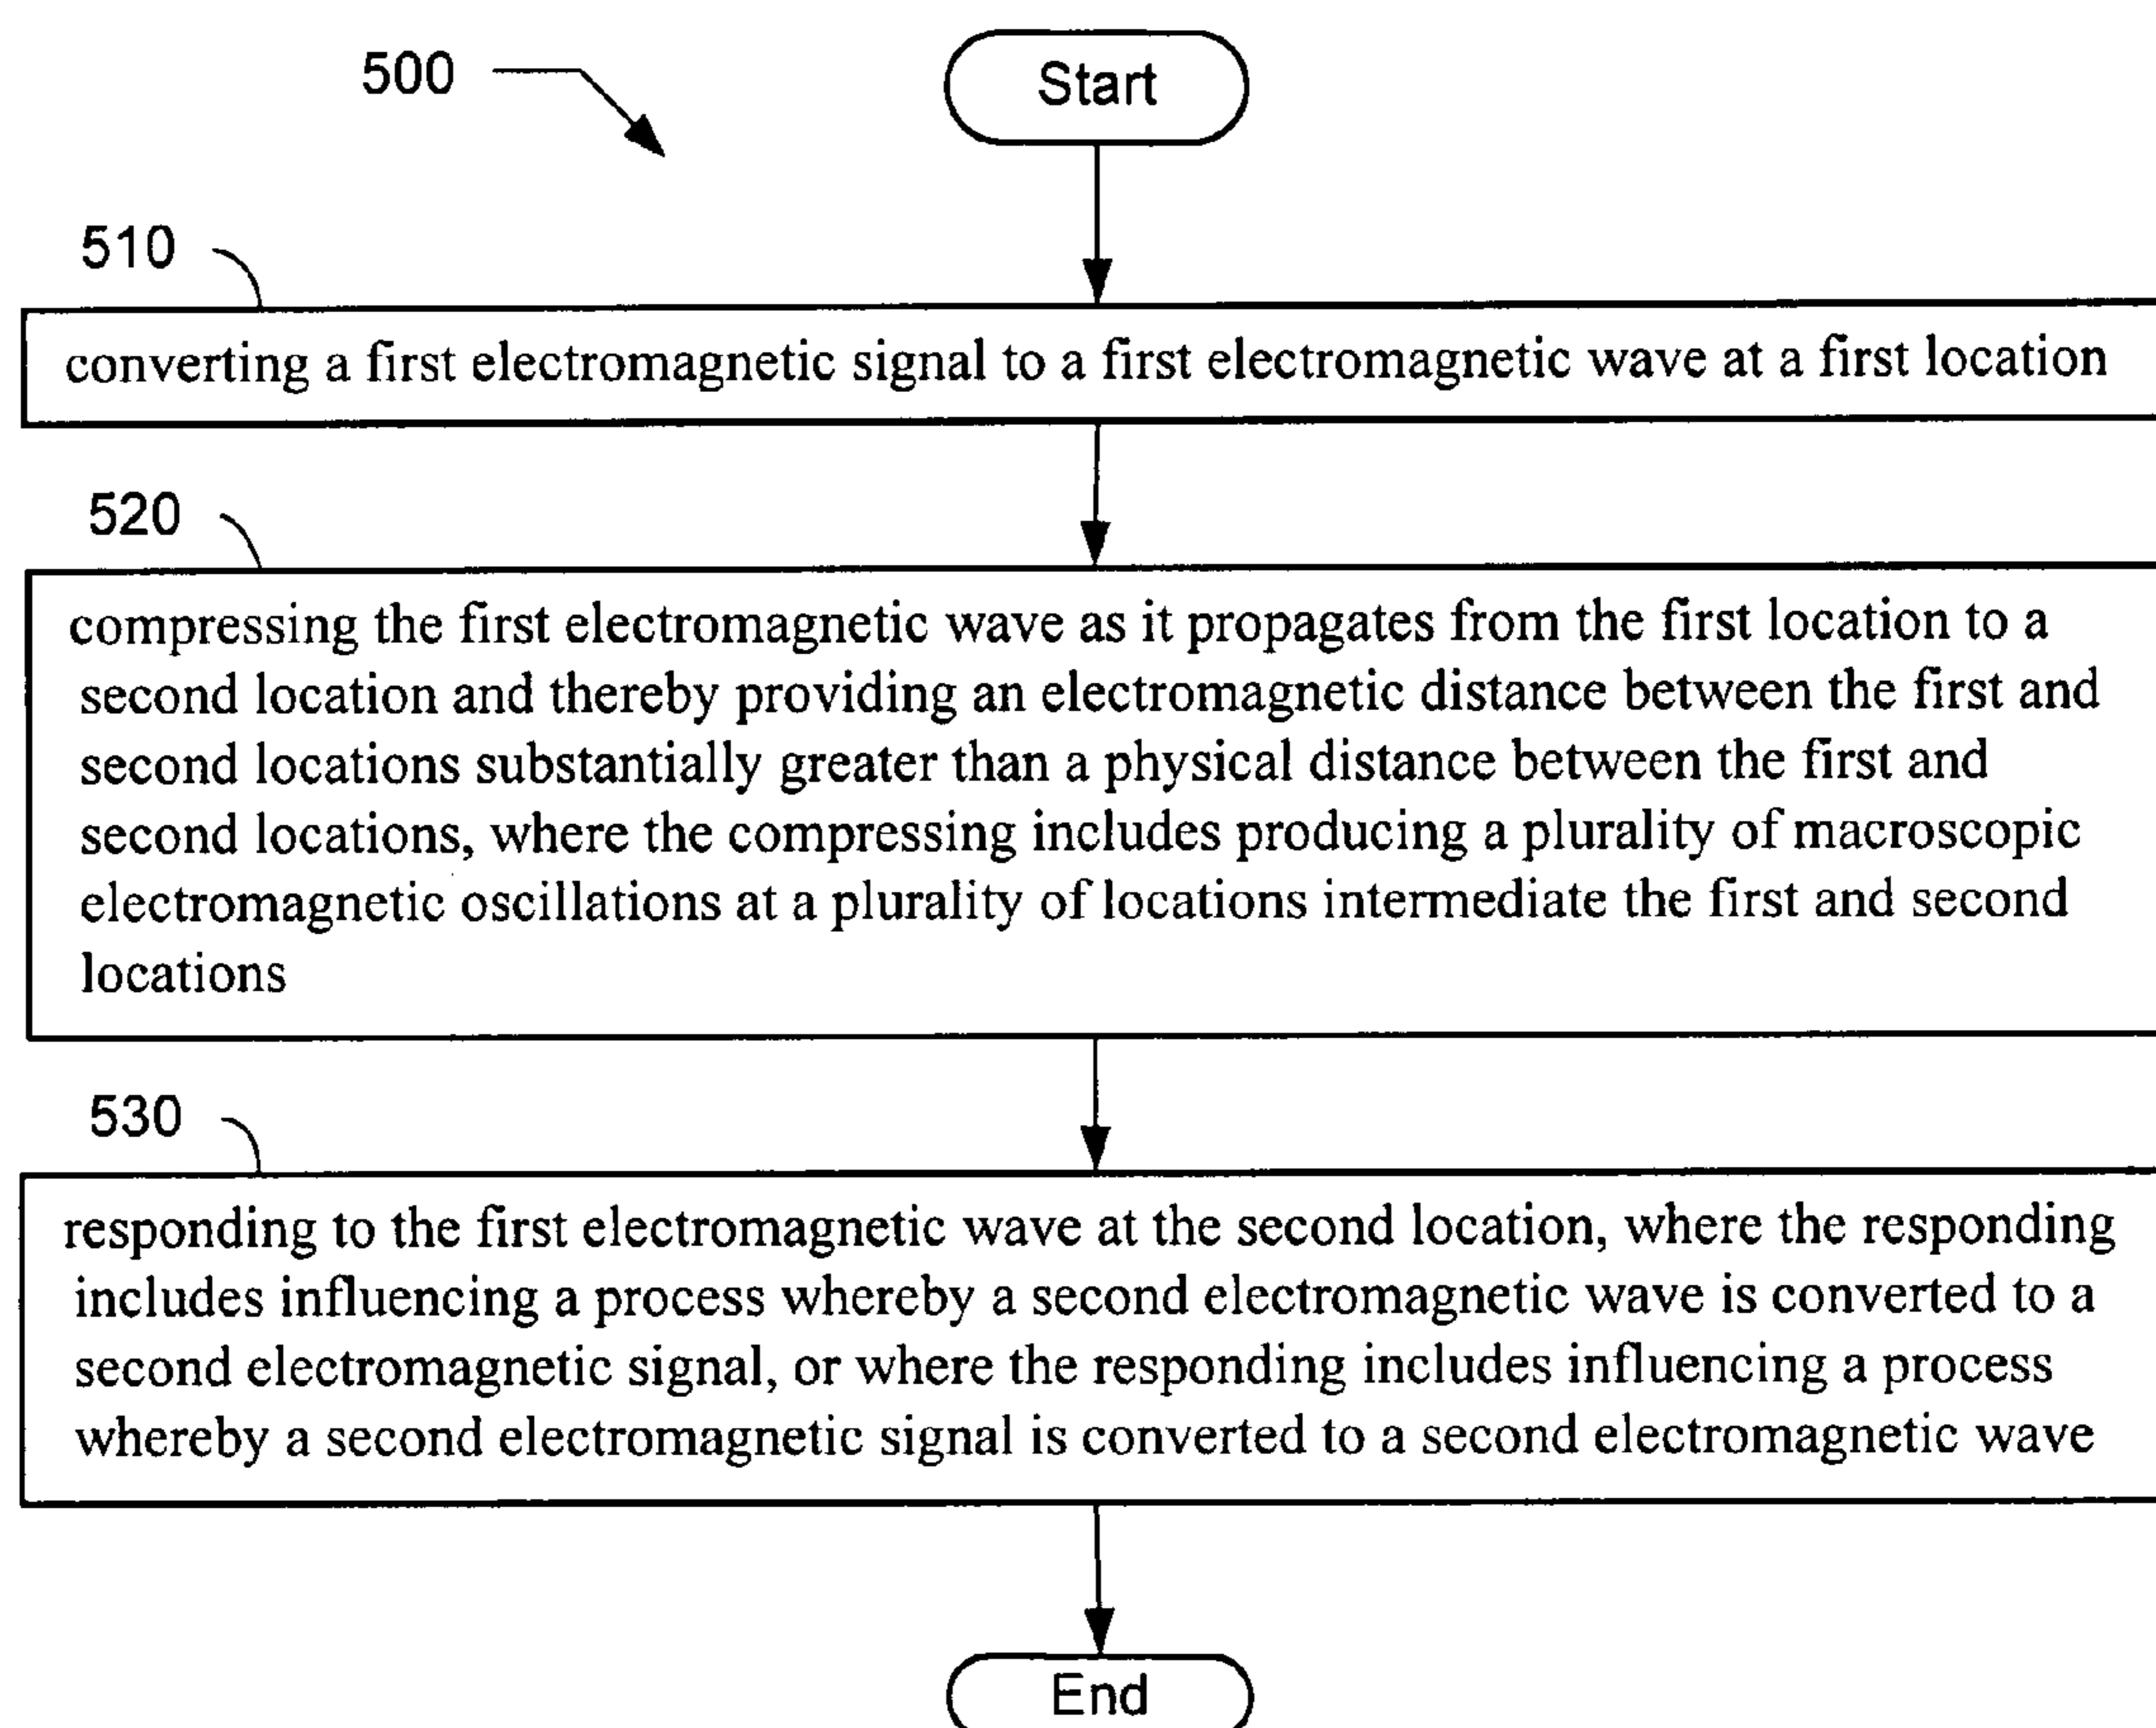 500
Start
510
converting a first electromagnetic signal to a first electromagnetic wave at a first location
520
compressing the first electromagnetic wave as it propagates from the first location to a
second location and thereby providing an electromagnetic distance between the first and
second locations substantially greater than a physical distance between the first and
second locations, where the compressing includes producing a plurality of macroscopic
electromagnetic oscillations at a plurality of locations intermediate the first and second
locations
530
responding to the first electromagnetic wave at the second location, where the responding
includes influencing a process whereby a second electromagnetic wave is converted to a
second electromagnetic signal, or where the responding includes influencing a process
whereby a second electromagnetic signal is converted to a second electromagnetic wave
End